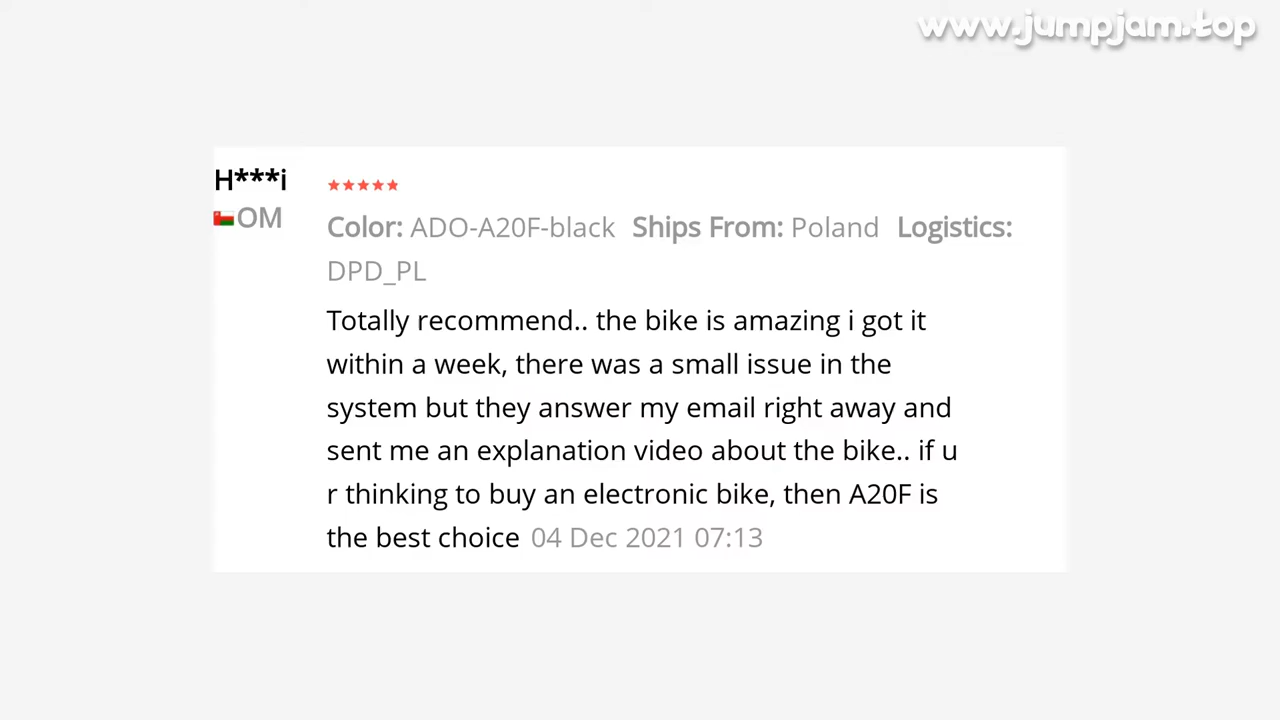 www.jumpjam.top
H***i
OM
Color: ADO-A20F-black Ships From: Poland Logistics:
DPD_PL
Totally recommend.. the bike is amazing i got it
within a week, there was a small issue in the
system but they answer my email right away and
sent me an explanation video about the bike.. if u
r thinking to buy an electronic bike, then A20F is
the best choice 04 Dec 2021 07:13